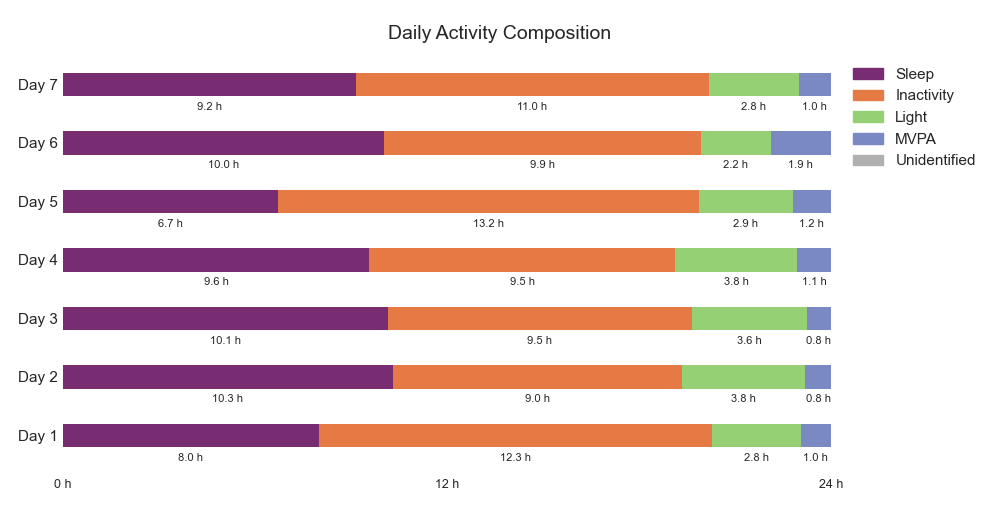 Daily Activity Composition
Day 7
9.2 h 11.0 h 2.8 h 1.0 h
Day 6
10.0 h 9.9 h 2.2 h 1.9 h
Day 5
6.7 h 13.2 h 2.9 h 1.2 h
Day 4
9.6 h 9.5 h 3.8 h 1.1 h
Day 3
10.1 h 9.5 h 3.6 h 0.8 h
Day 2
10.3 h 9.0 h 3.8 h 0.8 h
Day 1
8.0 h 12.3 h 2.8 h 1.0 h
0 h 12 h 24 h
Sleep
Inactivity
Light
MVPA
Unidentified